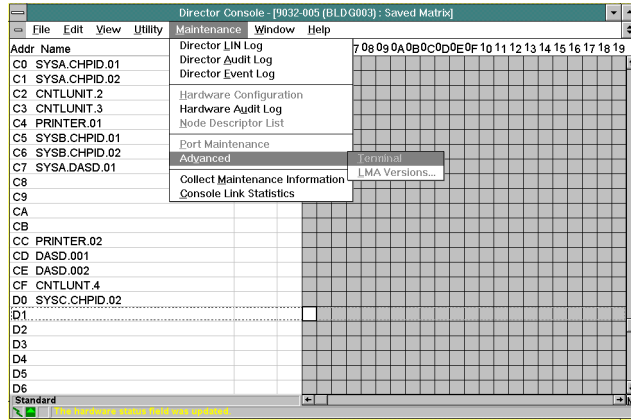 Director Console - [9032-005 (BLDG003) : Saved Matrix]
File Edit View Utility Maintenance Window Help
Addr Name
7 08 09 0A 0B 0C 0D 0E 0F 10 11 12 13 14 15 16 17 18 19
Director LIN Log
Director Audit Log
Director Event Log
Hardware Configuration
Hardware Audit Log
Node Descriptor List
Port Maintenance
Advanced
Collect Maintenance Information
Console Link Statistics
Terminal
LMA Versions...
C0 SYSA.CHPID.01
C1 SYSA.CHPID.02
C2 CNTLUNIT.2
C3 CNTLUNIT.3
C4 PRINTER.01
C5 SYSB.CHPID.01
C6 SYSB.CHPID.02
C7 SYSA.DASD.01
C8
C9
CA
CB
CC PRINTER.02
CD DASD.001
CE DASD.002
CF CNTLUNIT.4
D0 SYSC.CHPID.02
D1
D2
D3
D4
D5
D6
Standard
The hardware status field was updated.